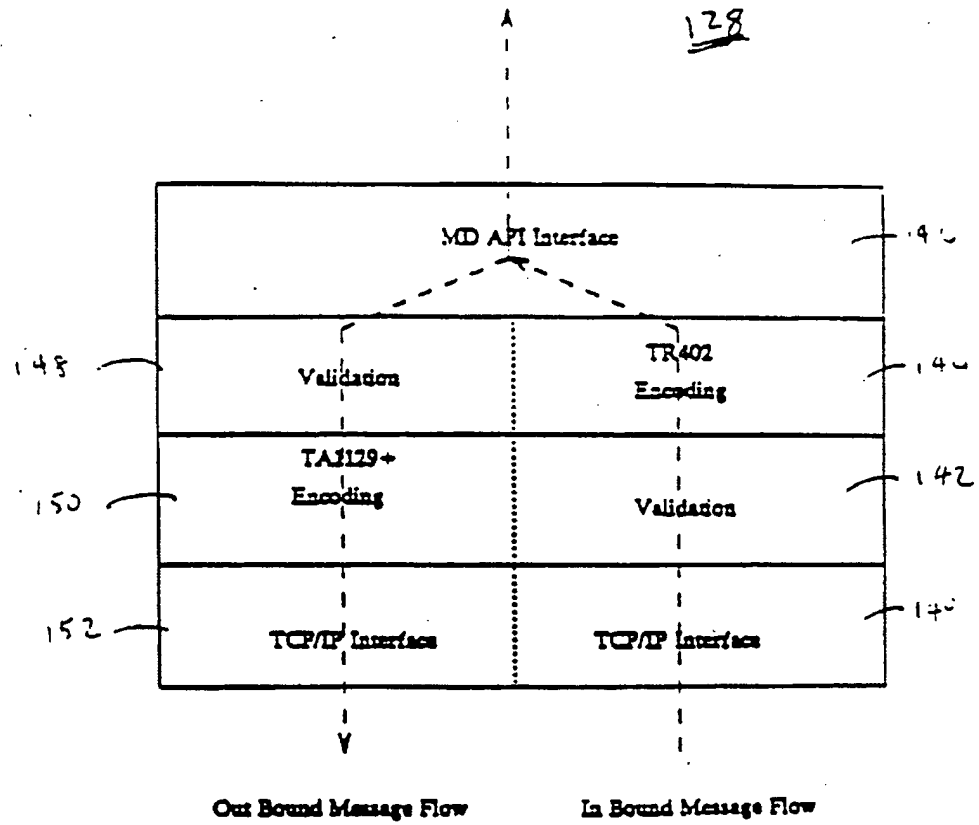 128
MD API Interface
148
Validation
TR402
Encoding
150
TA1129+
Encoding
Validation
142
152
TCP/IP Interface
TCP/IP Interface
Out Bound Message Flow
In Bound Message Flow